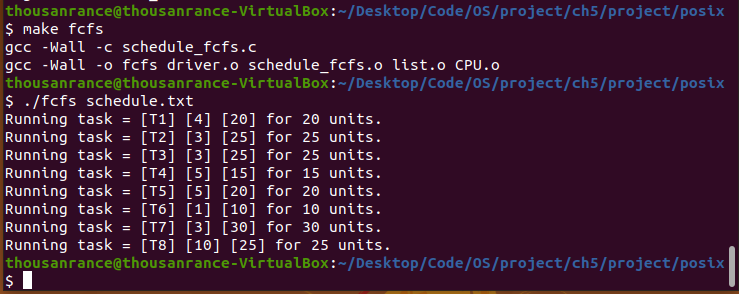 thousanrance@thousanrance-VirtualBox:~/Desktop/Code/OS/project/ch5/project/posix
$ make fcfs
gcc -Wall -c schedule_fcfs.c
gcc -Wall -o fcfs driver.o schedule_fcfs.o list.o CPU.o
thousanrance@thousanrance-VirtualBox:~/Desktop/Code/OS/project/ch5/project/posix
$ ./fcfs schedule.txt
Running task = [T1] [4] [20] for 20 units.
Running task = [T2] [3] [25] for 25 units.
Running task = [T3] [3] [25] for 25 units.
Running task = [T4] [5] [15] for 15 units.
Running task = [T5] [5] [20] for 20 units.
Running task = [T6] [1] [10] for 10 units.
Running task = [T7] [3] [30] for 30 units.
Running task = [T8] [10] [25] for 25 units.
thousanrance@thousanrance-VirtualBox:~/Desktop/Code/OS/project/ch5/project/posix
$